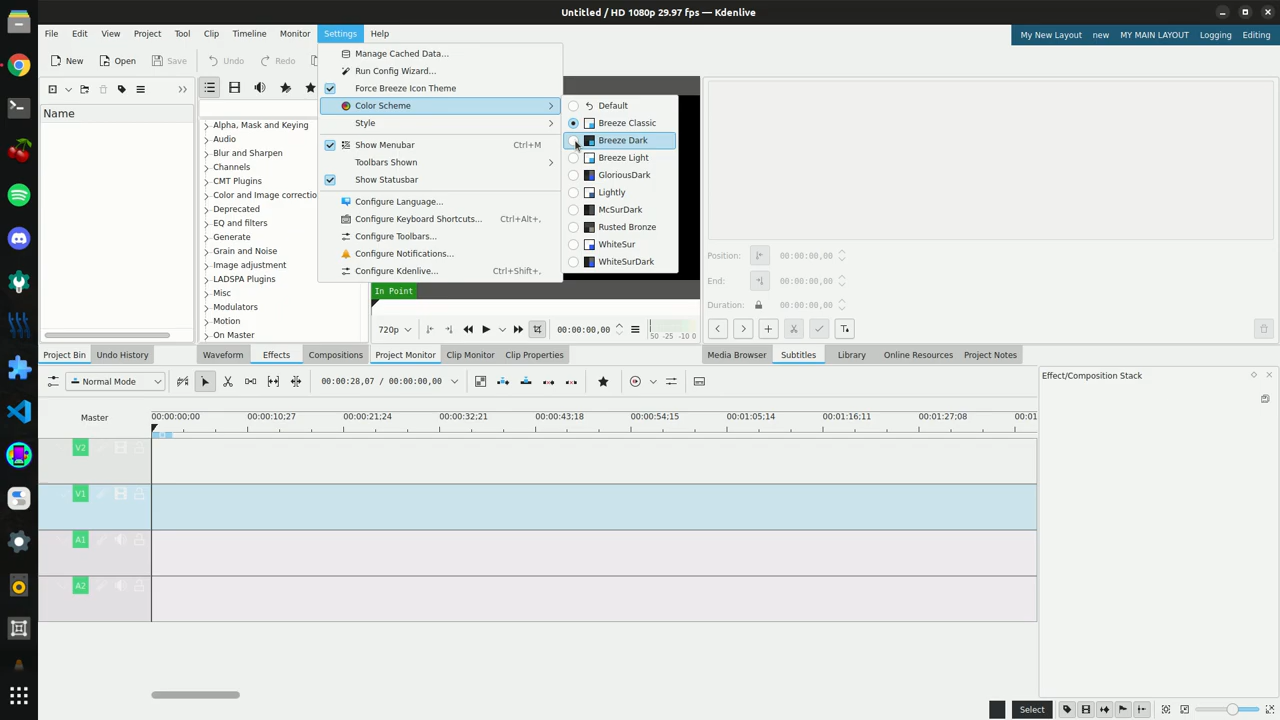 Untitled / HD 1080p 29.97 fps — Kdenlive
File Edit View Project Tool Clip Timeline Monitor Settings Help
My New Layout new MY MAIN LAYOUT Logging Editing
New Open Save Undo Redo
Manage Cached Data...
Run Config Wizard...
Force Breeze Icon Theme
Color Scheme
Style
Show Menubar Ctrl+M
Toolbars Shown
Show Statusbar
Configure Language...
Configure Keyboard Shortcuts... Ctrl+Alt+,
Configure Toolbars...
Configure Notifications...
Configure Kdenlive... Ctrl+Shift+,
Default
Breeze Classic
Breeze Dark
Breeze Light
GloriousDark
Lightly
McSurDark
Rusted Bronze
WhiteSur
WhiteSurDark
Name
Alpha, Mask and Keying
Audio
Blur and Sharpen
Channels
CMT Plugins
Color and Image correctio
Deprecated
EQ and filters
Generate
Grain and Noise
Image adjustment
LADSPA Plugins
Misc
Modulators
Motion
On Master
In Point
720p 00:00:00,00
50 -25 -10 0
Position: 00:00:00,00
End: 00:00:00,00
Duration: 00:00:00,00
Project Bin Undo History Waveform Effects Compositions Project Monitor Clip Monitor Clip Properties Media Browser Subtitles Library Online Resources Project Notes
Normal Mode 00:00:28,07 / 00:00:00,00
Effect/Composition Stack
Master 00:00:00;00 00:00:10;27 00:00:21;24 00:00:32;21 00:00:43;18 00:00:54;15 00:01:05;14 00:01:16;11 00:01:27;08 00:01
V2
V1
A1
A2
Select